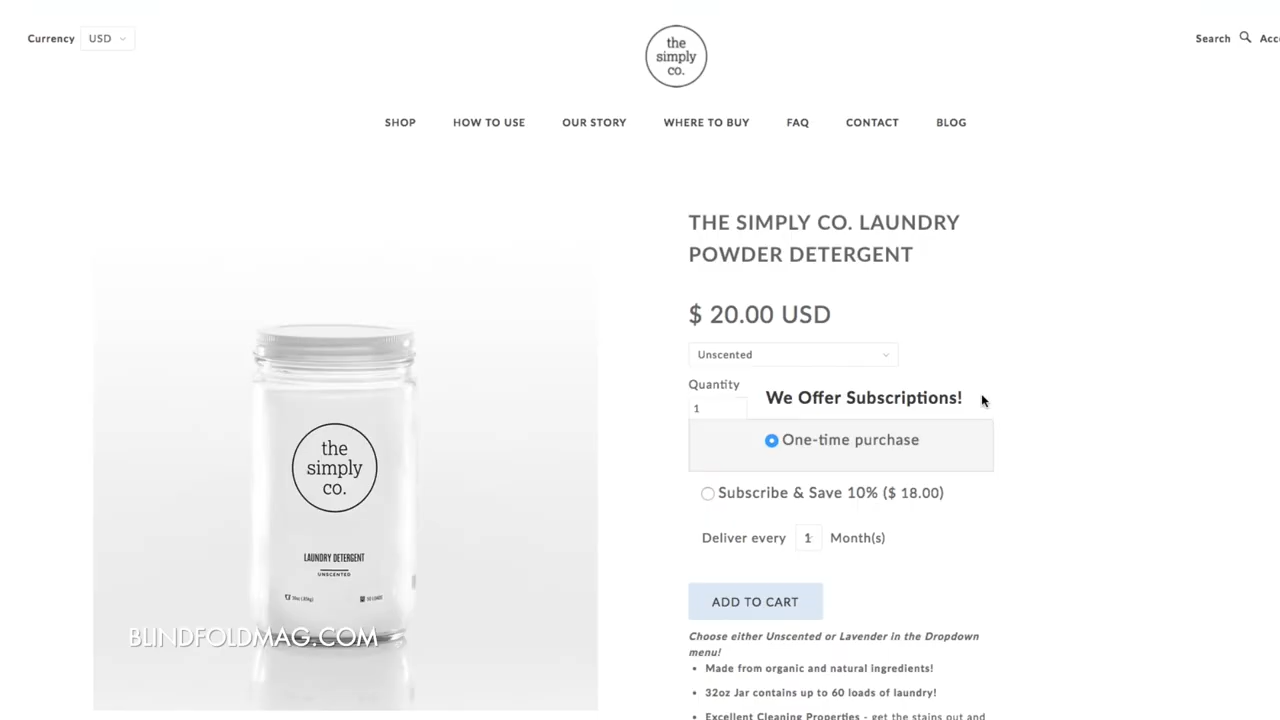 Currency USD
Search Acc
the
simply
co.
SHOP HOW TO USE OUR STORY WHERE TO BUY FAQ CONTACT BLOG
THE SIMPLY CO. LAUNDRY
POWDER DETERGENT
$ 20.00 USD
Unscented
Quantity
We Offer Subscriptions!
1
One-time purchase
Subscribe & Save 10% ($ 18.00)
Deliver every 1 Month(s)
ADD TO CART
Choose either Unscented or Lavender in the Dropdown
menu!
• Made from organic and natural ingredients!
• 32oz Jar contains up to 60 loads of laundry!
• Excellent Cleaning Properties - get the stains out and
the
simply
co.
LAUNDRY DETERGENT
UNSCENTED
BLINDFOLDMAG.COM